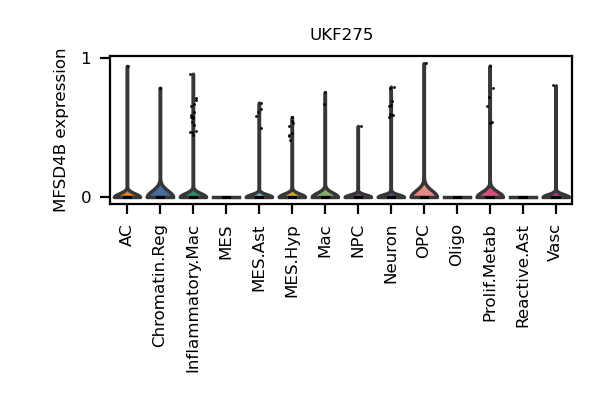 UKF275
MFSD4B expression
1
0
AC
Chromatin.Reg
Inflammatory.Mac
MES
MES.Ast
MES.Hyp
Mac
NPC
Neuron
OPC
Oligo
Prolif.Metab
Reactive.Ast
Vasc